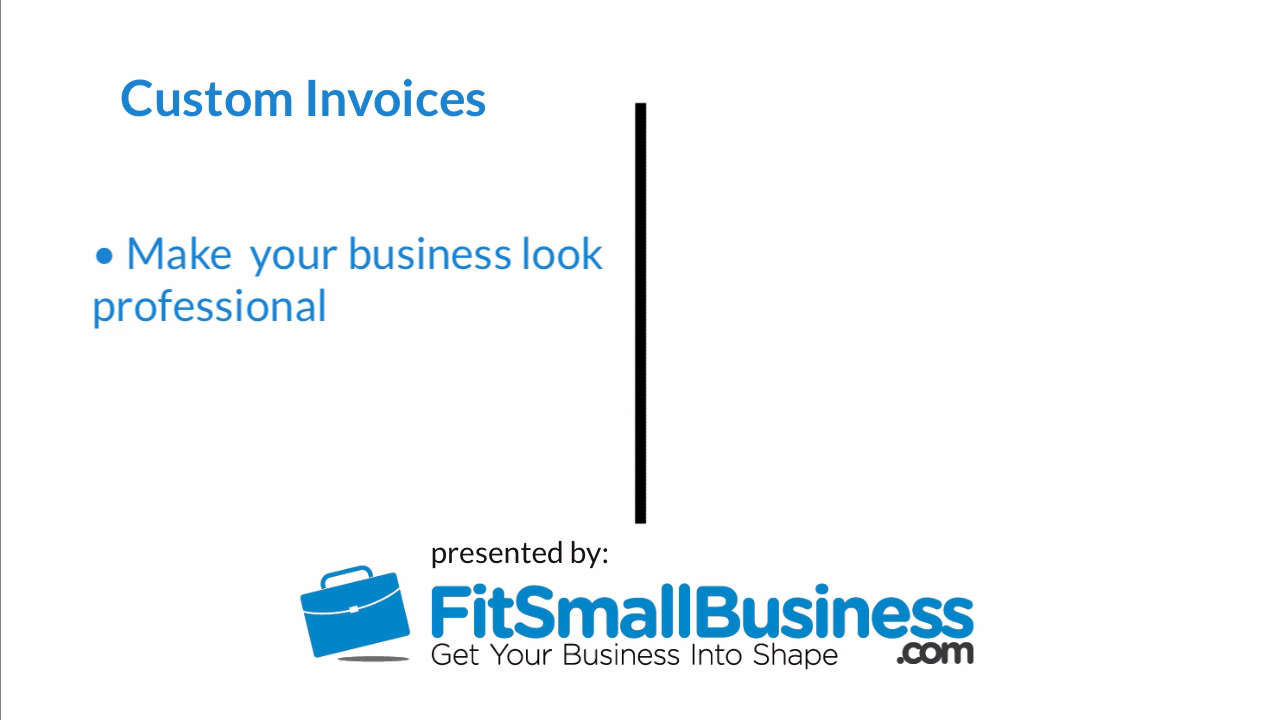 Custom Invoices
• Make  your business look
professional
presented by:
FitSmallBusiness
Get Your Business Into Shape
.com